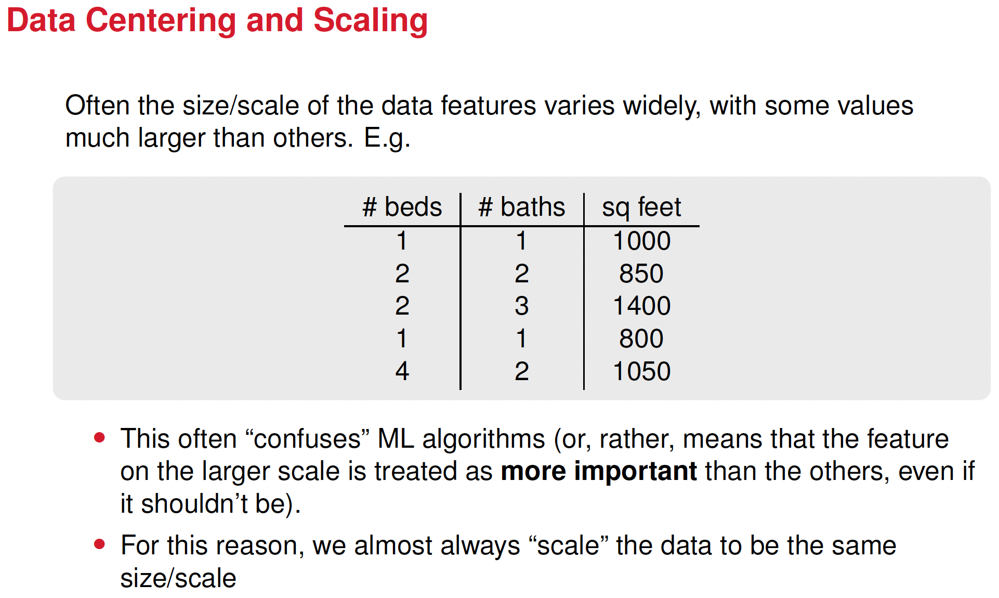 Data Centering and Scaling
Often the size/scale of the data features varies widely, with some values
much larger than others. E.g.
# beds # baths sq feet
1 1 1000
2 2 850
2 3 1400
1 1 800
4 2 1050
• This often “confuses” ML algorithms (or, rather, means that the feature
on the larger scale is treated as more important than the others, even if
it shouldn’t be).
• For this reason, we almost always “scale” the data to be the same
size/scale